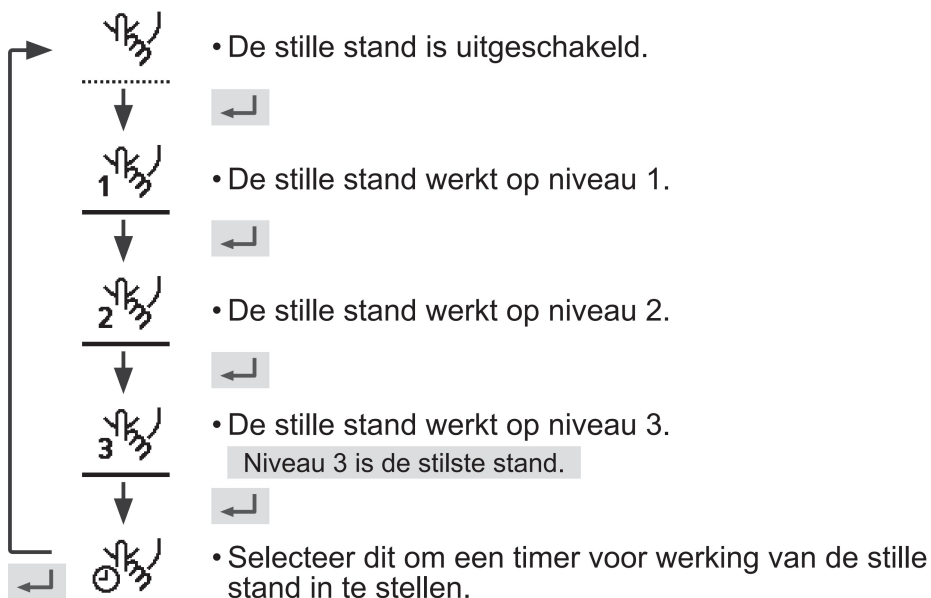 • De stille stand is uitgeschakeld.
1
• De stille stand werkt op niveau 1.
2
• De stille stand werkt op niveau 2.
3
• De stille stand werkt op niveau 3.
Niveau 3 is de stilste stand.
• Selecteer dit om een timer voor werking van de stille
stand in te stellen.